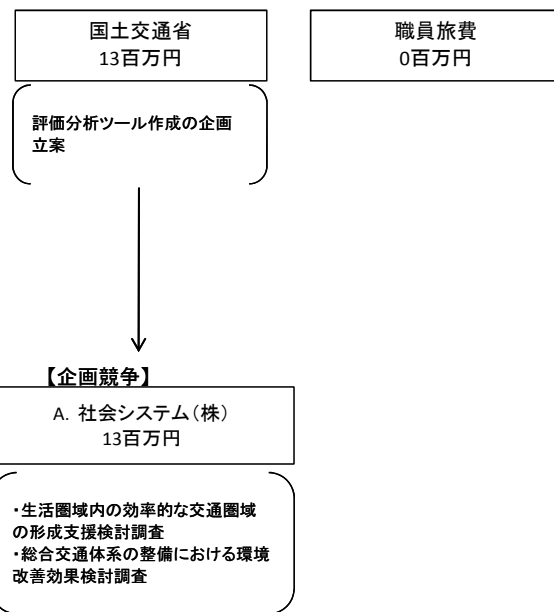 国土交通省
13百万円
職員旅費
0百万円
評価分析ツール作成の企画
立案
【企画競争】
A. 社会システム(株)
13百万円
・生活圏域内の効率的な交通圏域
の形成支援検討調査
・総合交通体系の整備における環境
改善効果検討調査